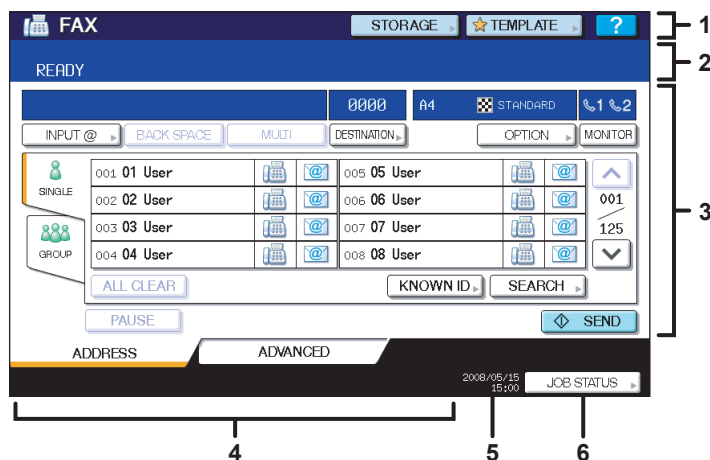 FAX STORAGE TEMPLATE ? 1
READY 2
0000 A4 STANDARD 1 2
INPUT @ BACK SPACE MULTI DESTINATION OPTION MONITOR
SINGLE
GROUP
001 01 User @ 005 05 User @
002 02 User @ 006 06 User @
003 03 User @ 007 07 User @
004 04 User @ 008 08 User @
001
125
3
ALL CLEAR KNOWN ID SEARCH
PAUSE SEND
ADDRESS ADVANCED
2008/05/15
15:00
JOB STATUS
4 5 6